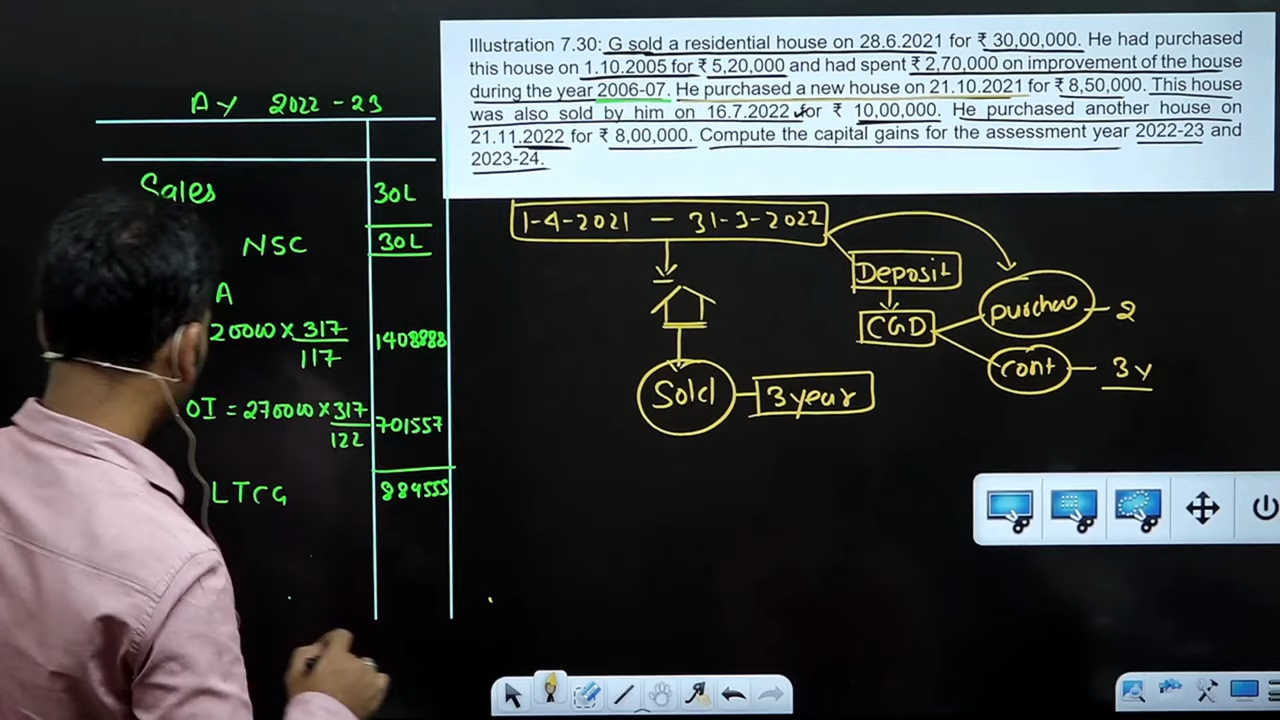 Illustration 7.30: G sold a residential house on 28.6.2021 for ₹ 30,00,000. He had purchased
this house on 1.10.2005 for ₹ 5,20,000 and had spent ₹ 2,70,000 on improvement of the house
during the year 2006-07. He purchased a new house on 21.10.2021 for ₹ 8,50,000. This house
was also sold by him on 16.7.2022 for ₹ 10,00,000. He purchased another house on
21.11.2022 for ₹ 8,00,000. Compute the capital gains for the assessment year 2022-23 and
2023-24.
AY 2022-23
Sales 30L
NSC 30L
A
20000 × 317/117 1408888
OI = 270000 × 317/122 701557
LTCG 889555
1-4-2021 — 31-3-2022
Deposit
CGD
purchao - 2
cont - 3y
Sold - 3 year